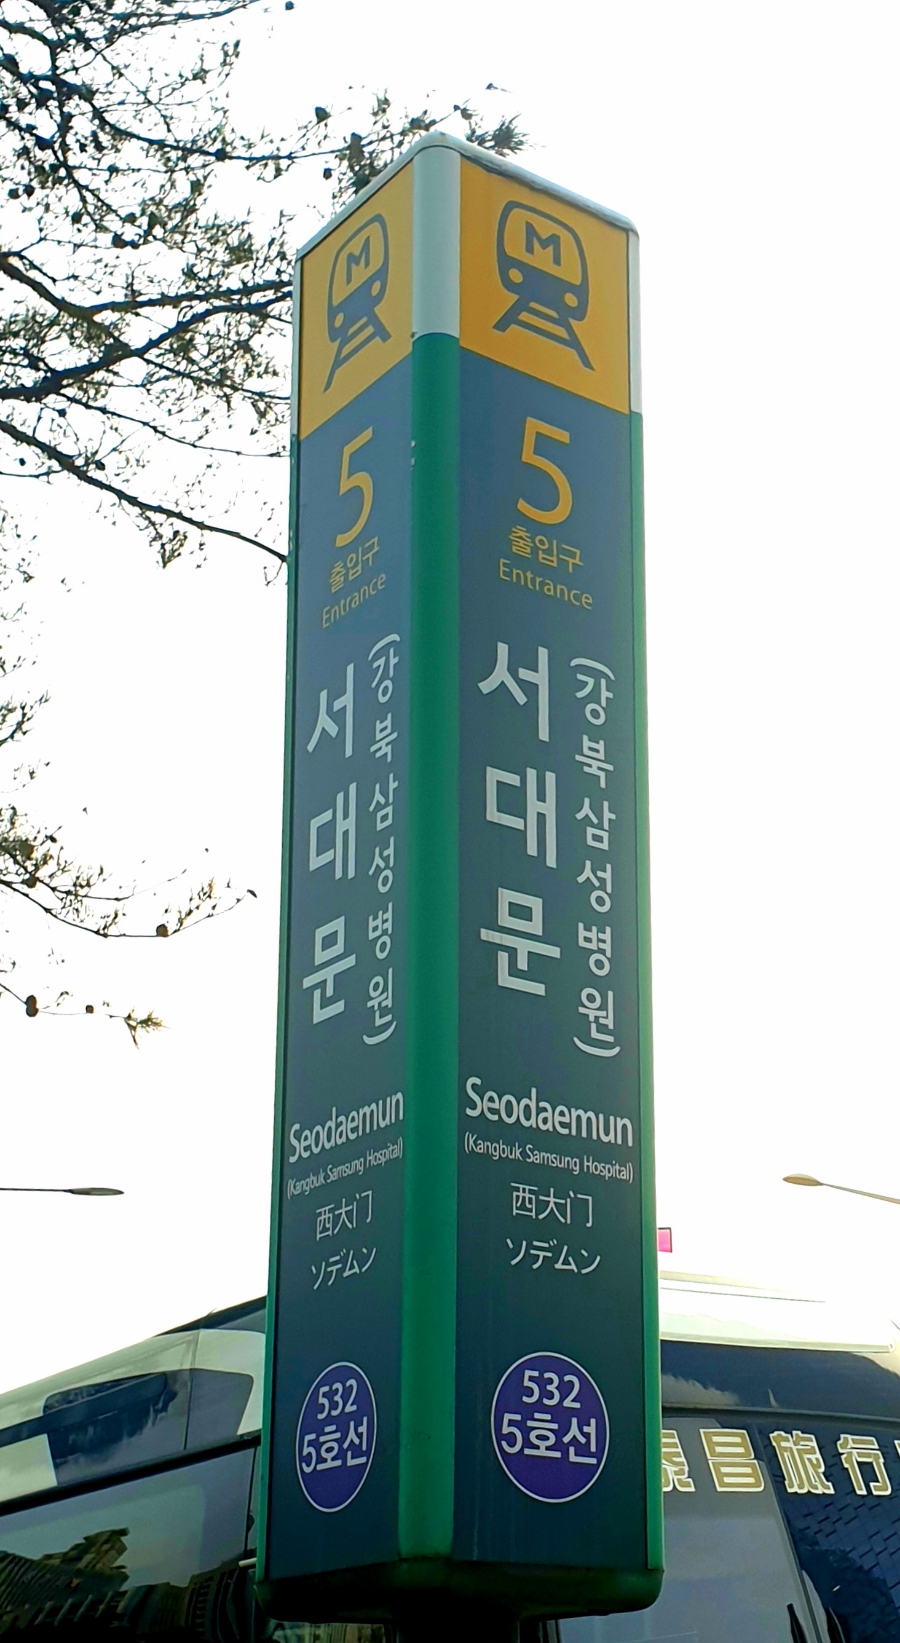 M
5
출입구
Entrance
서대문
(강북삼성병원)
Seodaemun
(Kangbuk Samsung Hospital)
西大门
ソデムン
532
5호선
M
5
출입구
Entrance
서대문
(강북삼성병원)
Seodaemun
(Kangbuk Samsung Hospital)
西大门
ソデムン
532
5호선
泰昌旅行